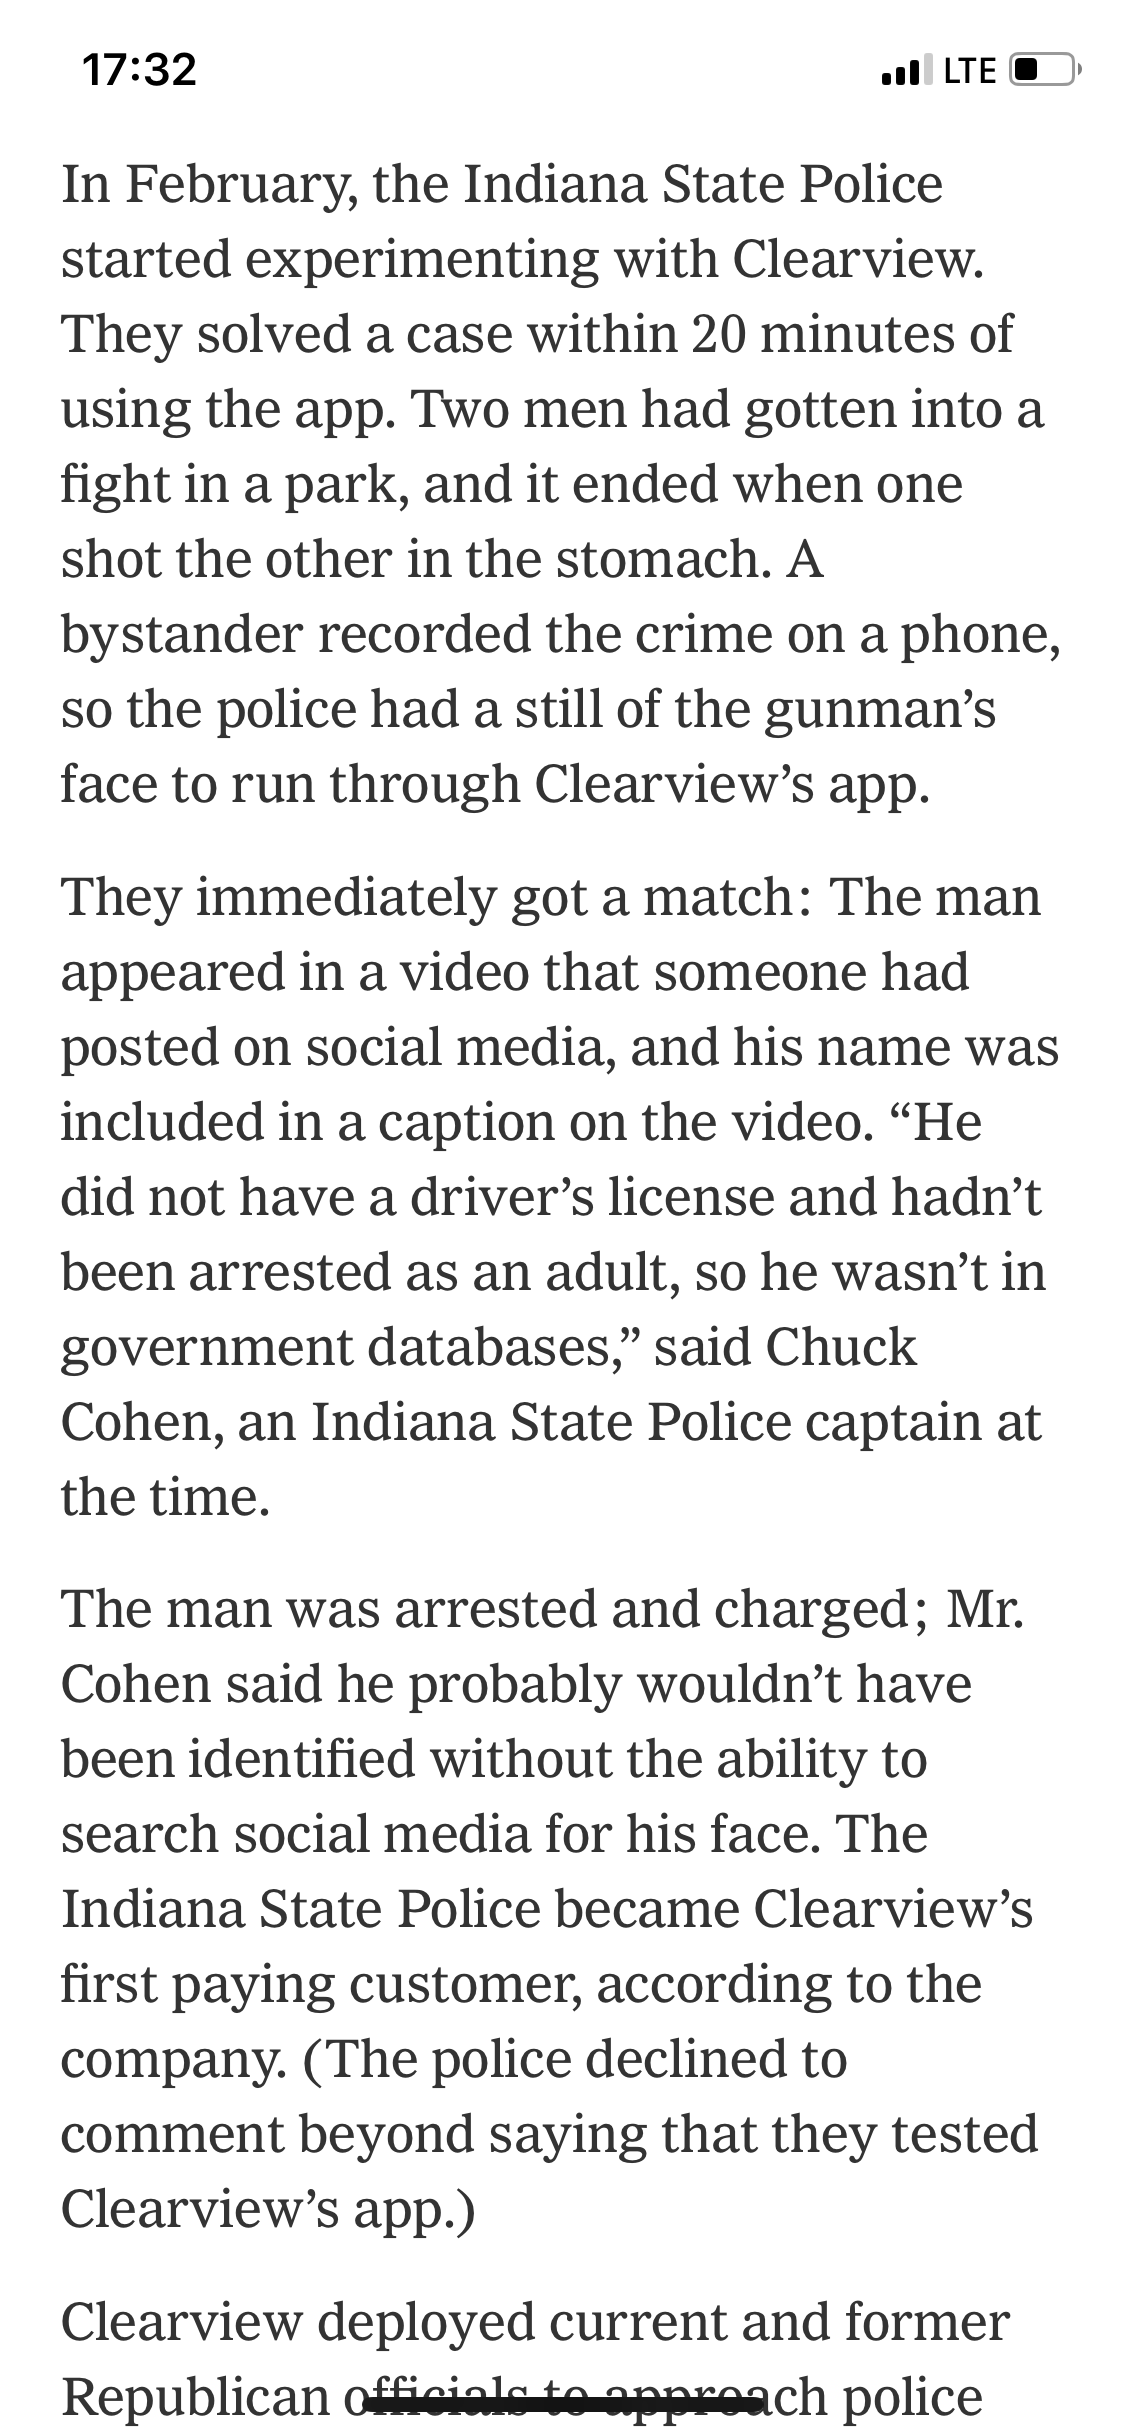 17:32
LTE
In February, the Indiana State Police
started experimenting with Clearview.
They solved a case within 20 minutes of
using the app. Two men had gotten into a
fight in a park, and it ended when one
shot the other in the stomach. A
bystander recorded the crime on a phone,
so the police had a still of the gunman’s
face to run through Clearview’s app.
They immediately got a match: The man
appeared in a video that someone had
posted on social media, and his name was
included in a caption on the video. “He
did not have a driver’s license and hadn’t
been arrested as an adult, so he wasn’t in
government databases,” said Chuck
Cohen, an Indiana State Police captain at
the time.
The man was arrested and charged; Mr.
Cohen said he probably wouldn’t have
been identified without the ability to
search social media for his face. The
Indiana State Police became Clearview’s
first paying customer, according to the
company. (The police declined to
comment beyond saying that they tested
Clearview’s app.)
Clearview deployed current and former
Republican officials to approach police